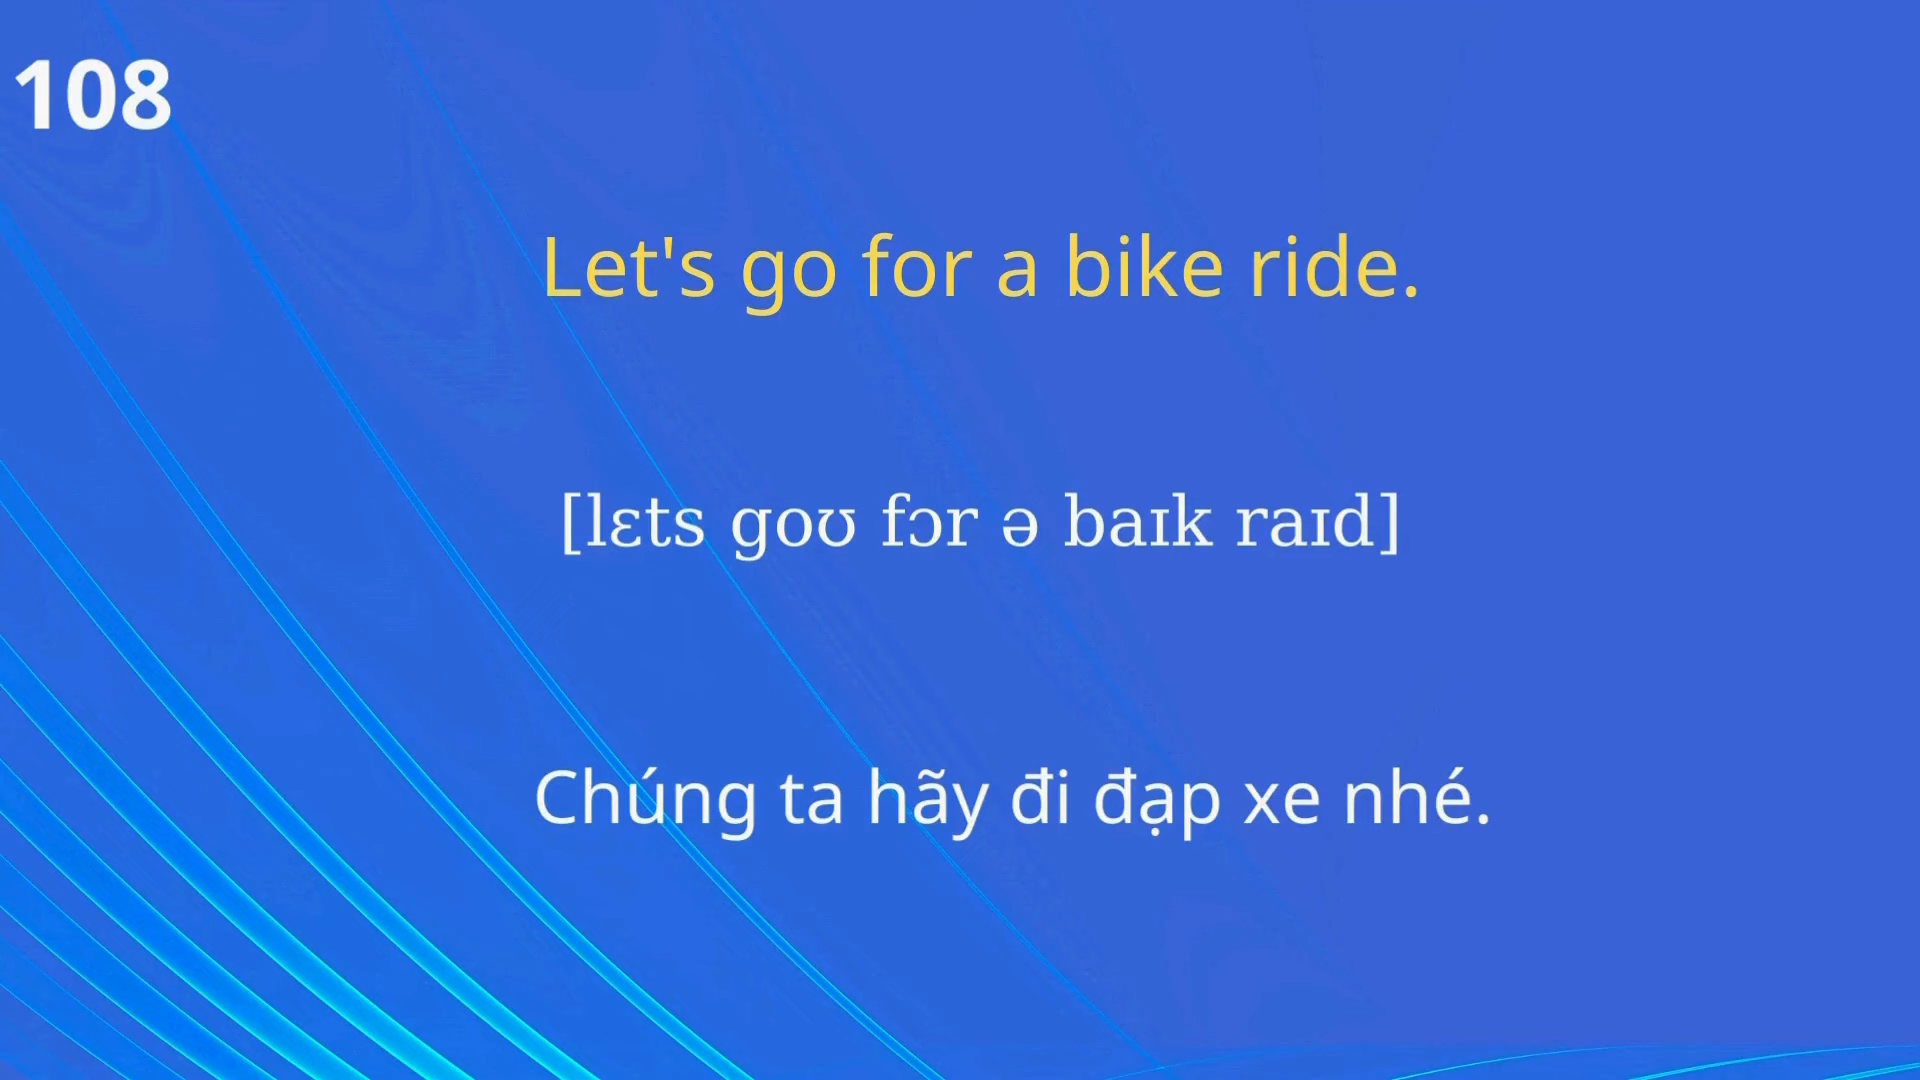 108
Let's go for a bike ride.
[lɛts goʊ fɔr ə baɪk raɪd]
Chúng ta hãy đi đạp xe nhé.